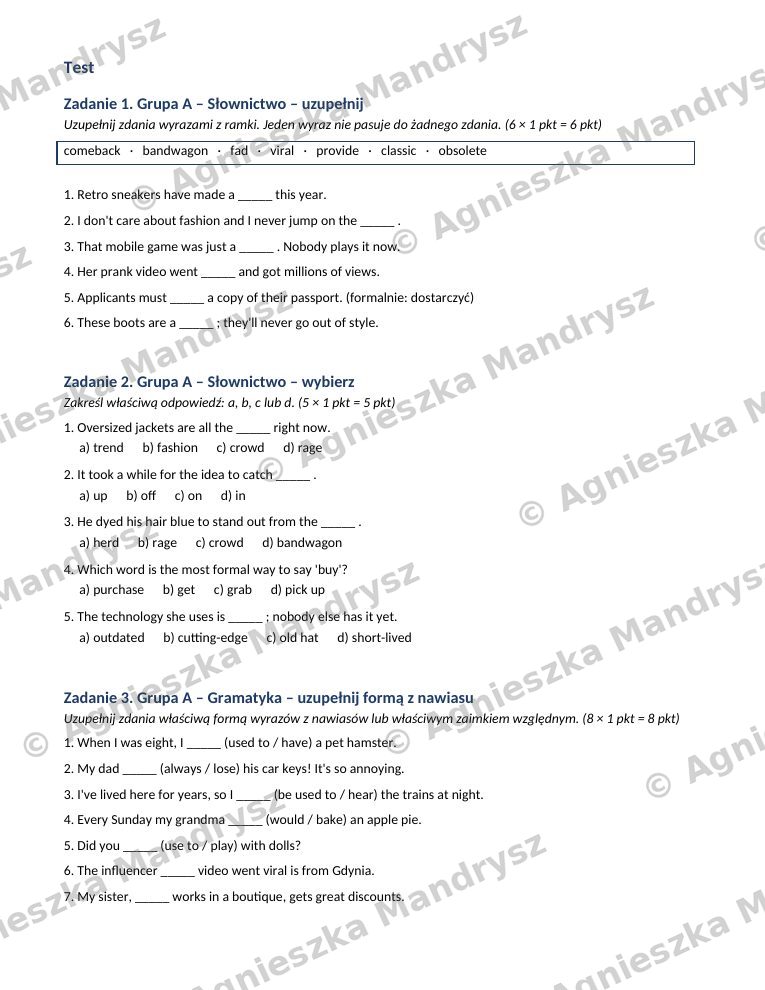 Test
Zadanie 1. Grupa A – Słownictwo – uzupełnij
Uzupełnij zdania wyrazami z ramki. Jeden wyraz nie pasuje do żadnego zdania. (6 × 1 pkt = 6 pkt)
comeback · bandwagon · fad · viral · provide · classic · obsolete
1. Retro sneakers have made a _____ this year.
2. I don't care about fashion and I never jump on the _____ .
3. That mobile game was just a _____ . Nobody plays it now.
4. Her prank video went _____ and got millions of views.
5. Applicants must _____ a copy of their passport. (formalnie: dostarczyć)
6. These boots are a _____ ; they'll never go out of style.
Zadanie 2. Grupa A – Słownictwo – wybierz
Zakreśl właściwą odpowiedź: a, b, c lub d. (5 × 1 pkt = 5 pkt)
1. Oversized jackets are all the _____ right now.
a) trend b) fashion c) crowd d) rage
2. It took a while for the idea to catch _____ .
a) up b) off c) on d) in
3. He dyed his hair blue to stand out from the _____ .
a) herd b) rage c) crowd d) bandwagon
4. Which word is the most formal way to say 'buy'?
a) purchase b) get c) grab d) pick up
5. The technology she uses is _____ ; nobody else has it yet.
a) outdated b) cutting-edge c) old hat d) short-lived
Zadanie 3. Grupa A – Gramatyka – uzupełnij formą z nawiasu
Uzupełnij zdania właściwą formą wyrazów z nawiasów lub właściwym zaimkiem względnym. (8 × 1 pkt = 8 pkt)
1. When I was eight, I _____ (used to / have) a pet hamster.
2. My dad _____ (always / lose) his car keys! It's so annoying.
3. I've lived here for years, so I _____ (be used to / hear) the trains at night.
4. Every Sunday my grandma _____ (would / bake) an apple pie.
5. Did you _____ (use to / play) with dolls?
6. The influencer _____ video went viral is from Gdynia.
7. My sister, _____ works in a boutique, gets great discounts.
© Agnieszka Mandrysz